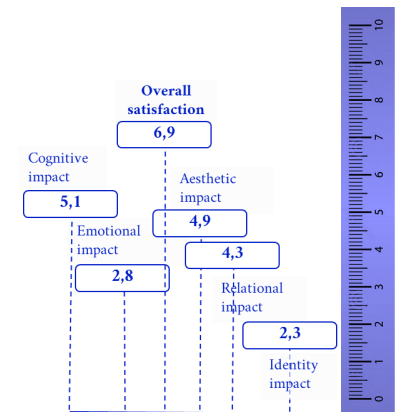 Overall
satisfaction
6,9
Cognitive
impact
5,1
Aesthetic
impact
4,9
Emotional
impact
2,8
4,3
Relational
impact
2,3
Identity
impact
10
9
8
7
6
5
4
3
2
1
0